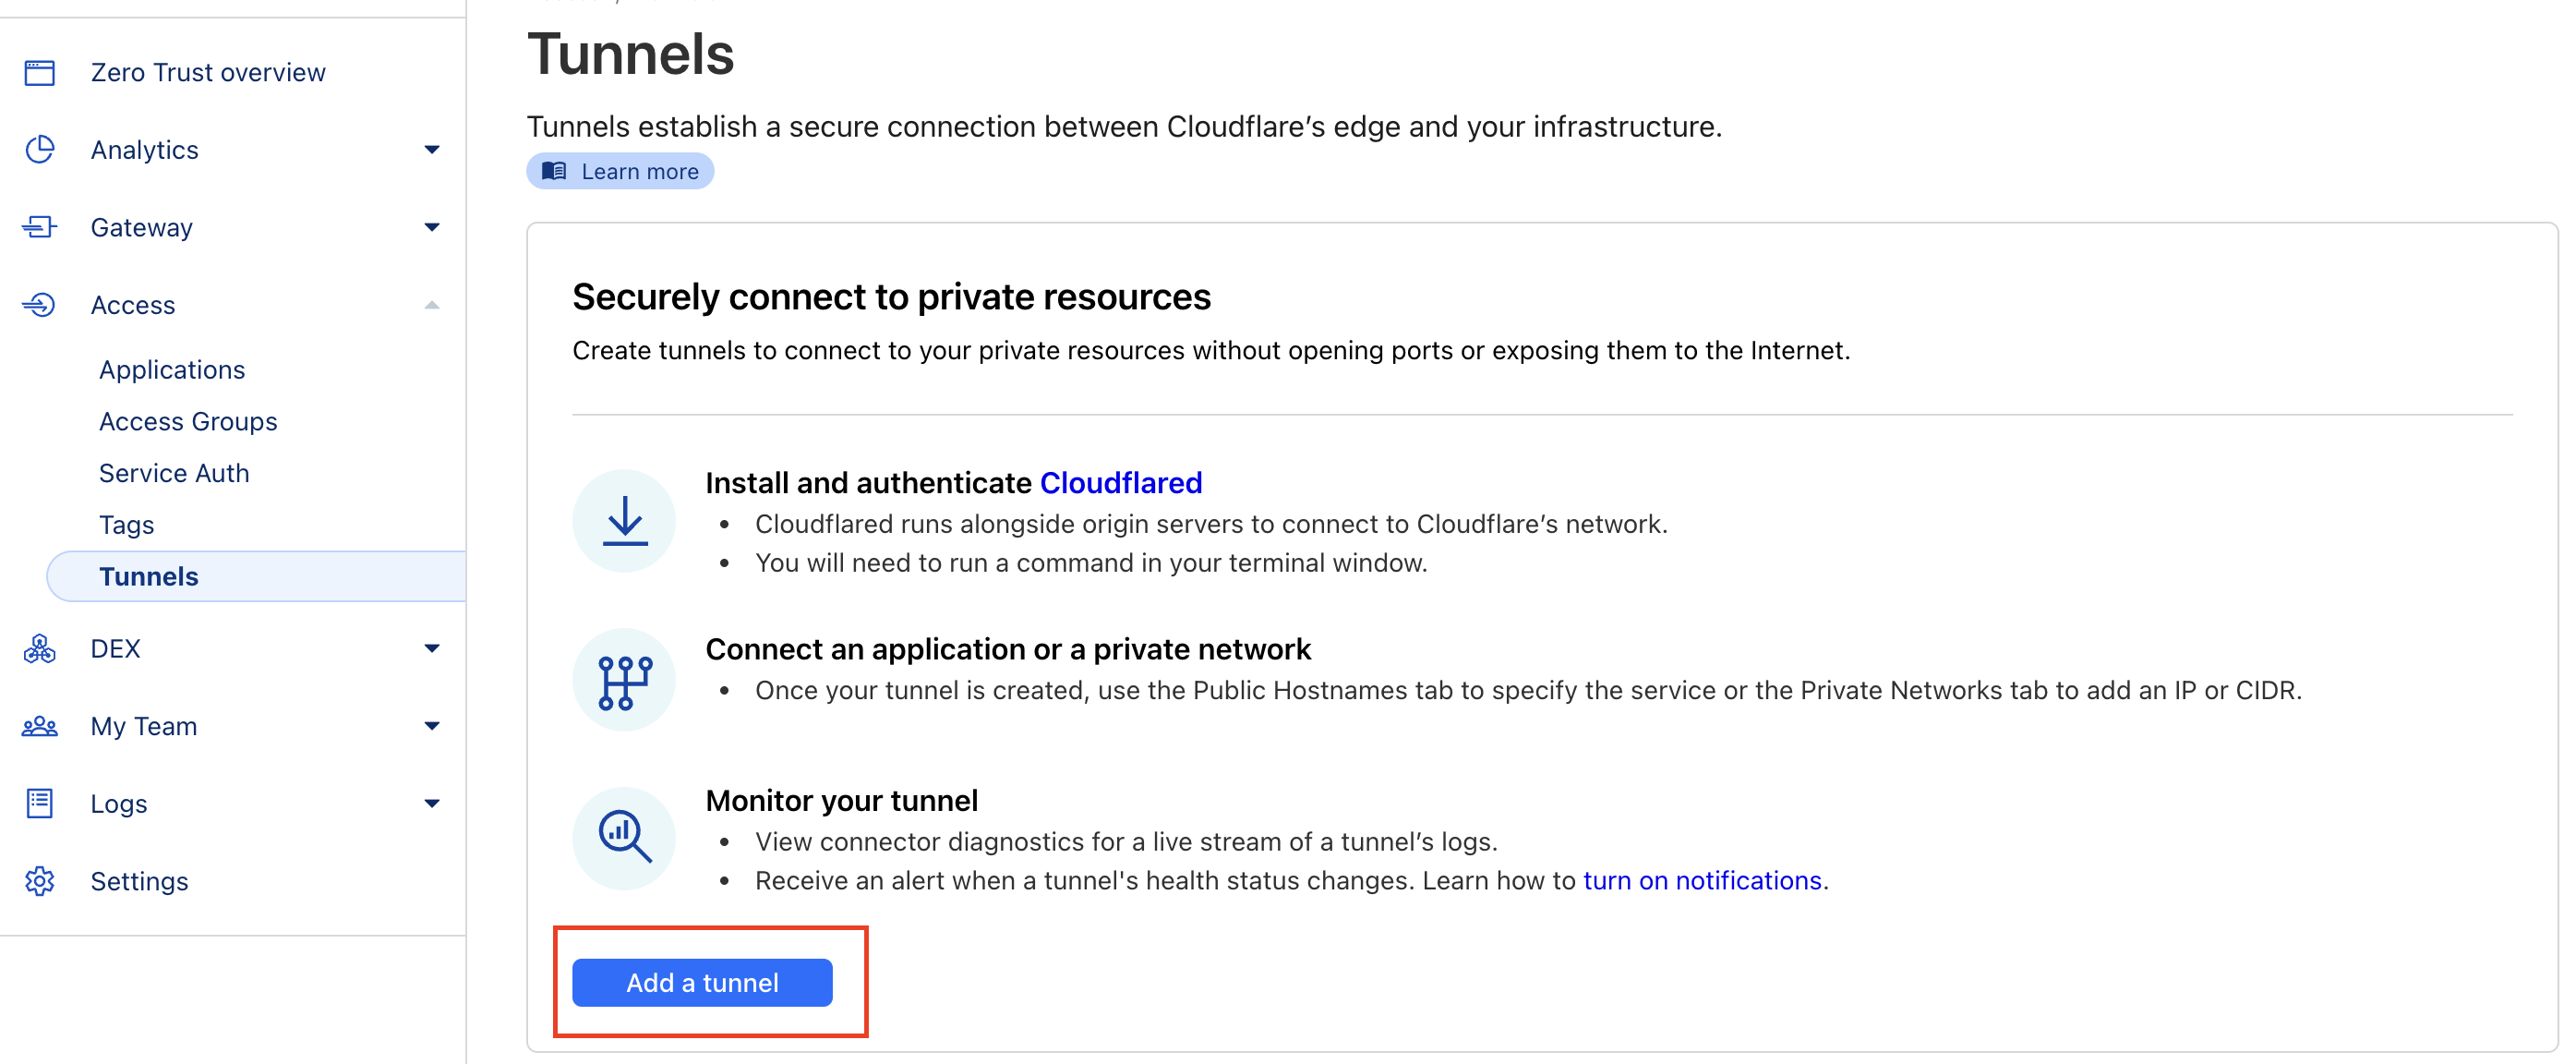 Zero Trust overview
Analytics
Gateway
Access
Applications
Access Groups
Service Auth
Tags
Tunnels
DEX
My Team
Logs
Settings
Tunnels
Tunnels establish a secure connection between Cloudflare’s edge and your infrastructure.
Learn more
Securely connect to private resources
Create tunnels to connect to your private resources without opening ports or exposing them to the Internet.
Install and authenticate Cloudflared
• Cloudflared runs alongside origin servers to connect to Cloudflare’s network.
• You will need to run a command in your terminal window.
Connect an application or a private network
• Once your tunnel is created, use the Public Hostnames tab to specify the service or the Private Networks tab to add an IP or CIDR.
Monitor your tunnel
• View connector diagnostics for a live stream of a tunnel’s logs.
• Receive an alert when a tunnel's health status changes. Learn how to turn on notifications.
Add a tunnel